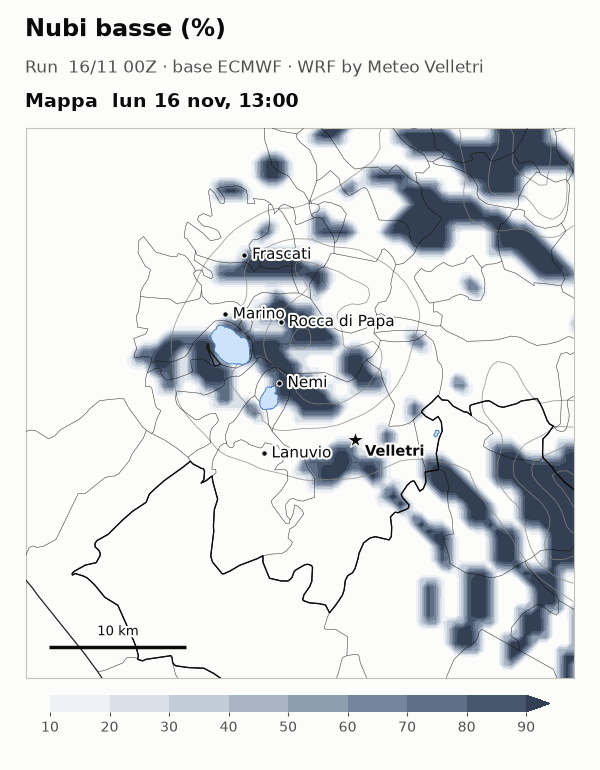 Nubi basse (%)
Run  16/11 00Z · base ECMWF · WRF by Meteo Velletri
Mappa  lun 16 nov, 13:00
Frascati
Marino
Rocca di Papa
Nemi
Velletri
Lanuvio
10 km
10 20 30 40 50 60 70 80 90